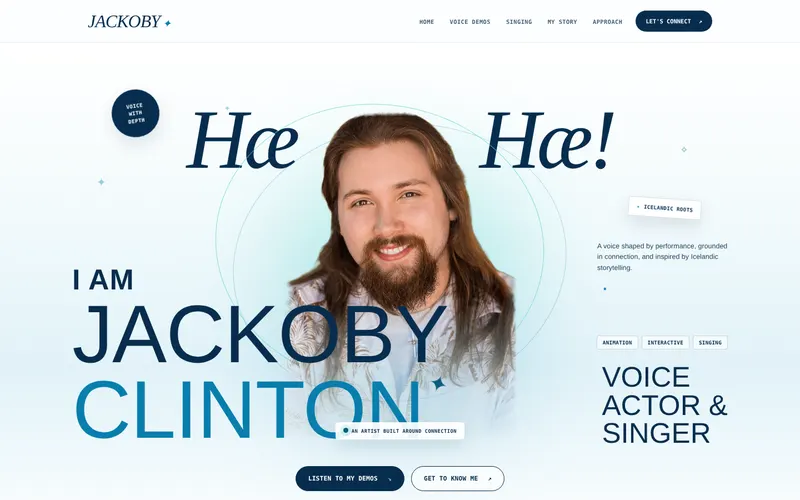 JACKOBY
HOME VOICE DEMOS SINGING MY STORY APPROACH LET'S CONNECT ↗
VOICE
WITH
DEPTH
Hæ Hæ!
ICELANDIC ROOTS
A voice shaped by performance, grounded
in connection, and inspired by Icelandic
storytelling.
I AM
JACKOBY
CLINTON
AN ARTIST BUILT AROUND CONNECTION
ANIMATION INTERACTIVE SINGING
VOICE
ACTOR &
SINGER
LISTEN TO MY DEMOS ↘
GET TO KNOW ME ↗